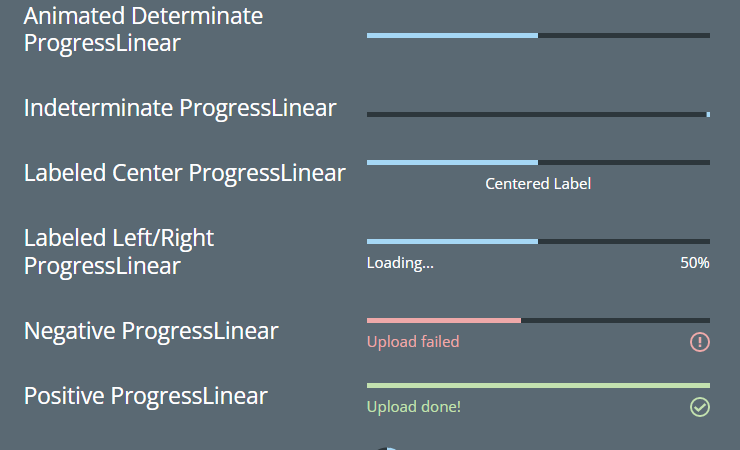 Animated Determinate
ProgressLinear
Indeterminate ProgressLinear
Labeled Center ProgressLinear
Centered Label
Labeled Left/Right
ProgressLinear
Loading... 50%
Negative ProgressLinear
Upload failed
Positive ProgressLinear
Upload done!